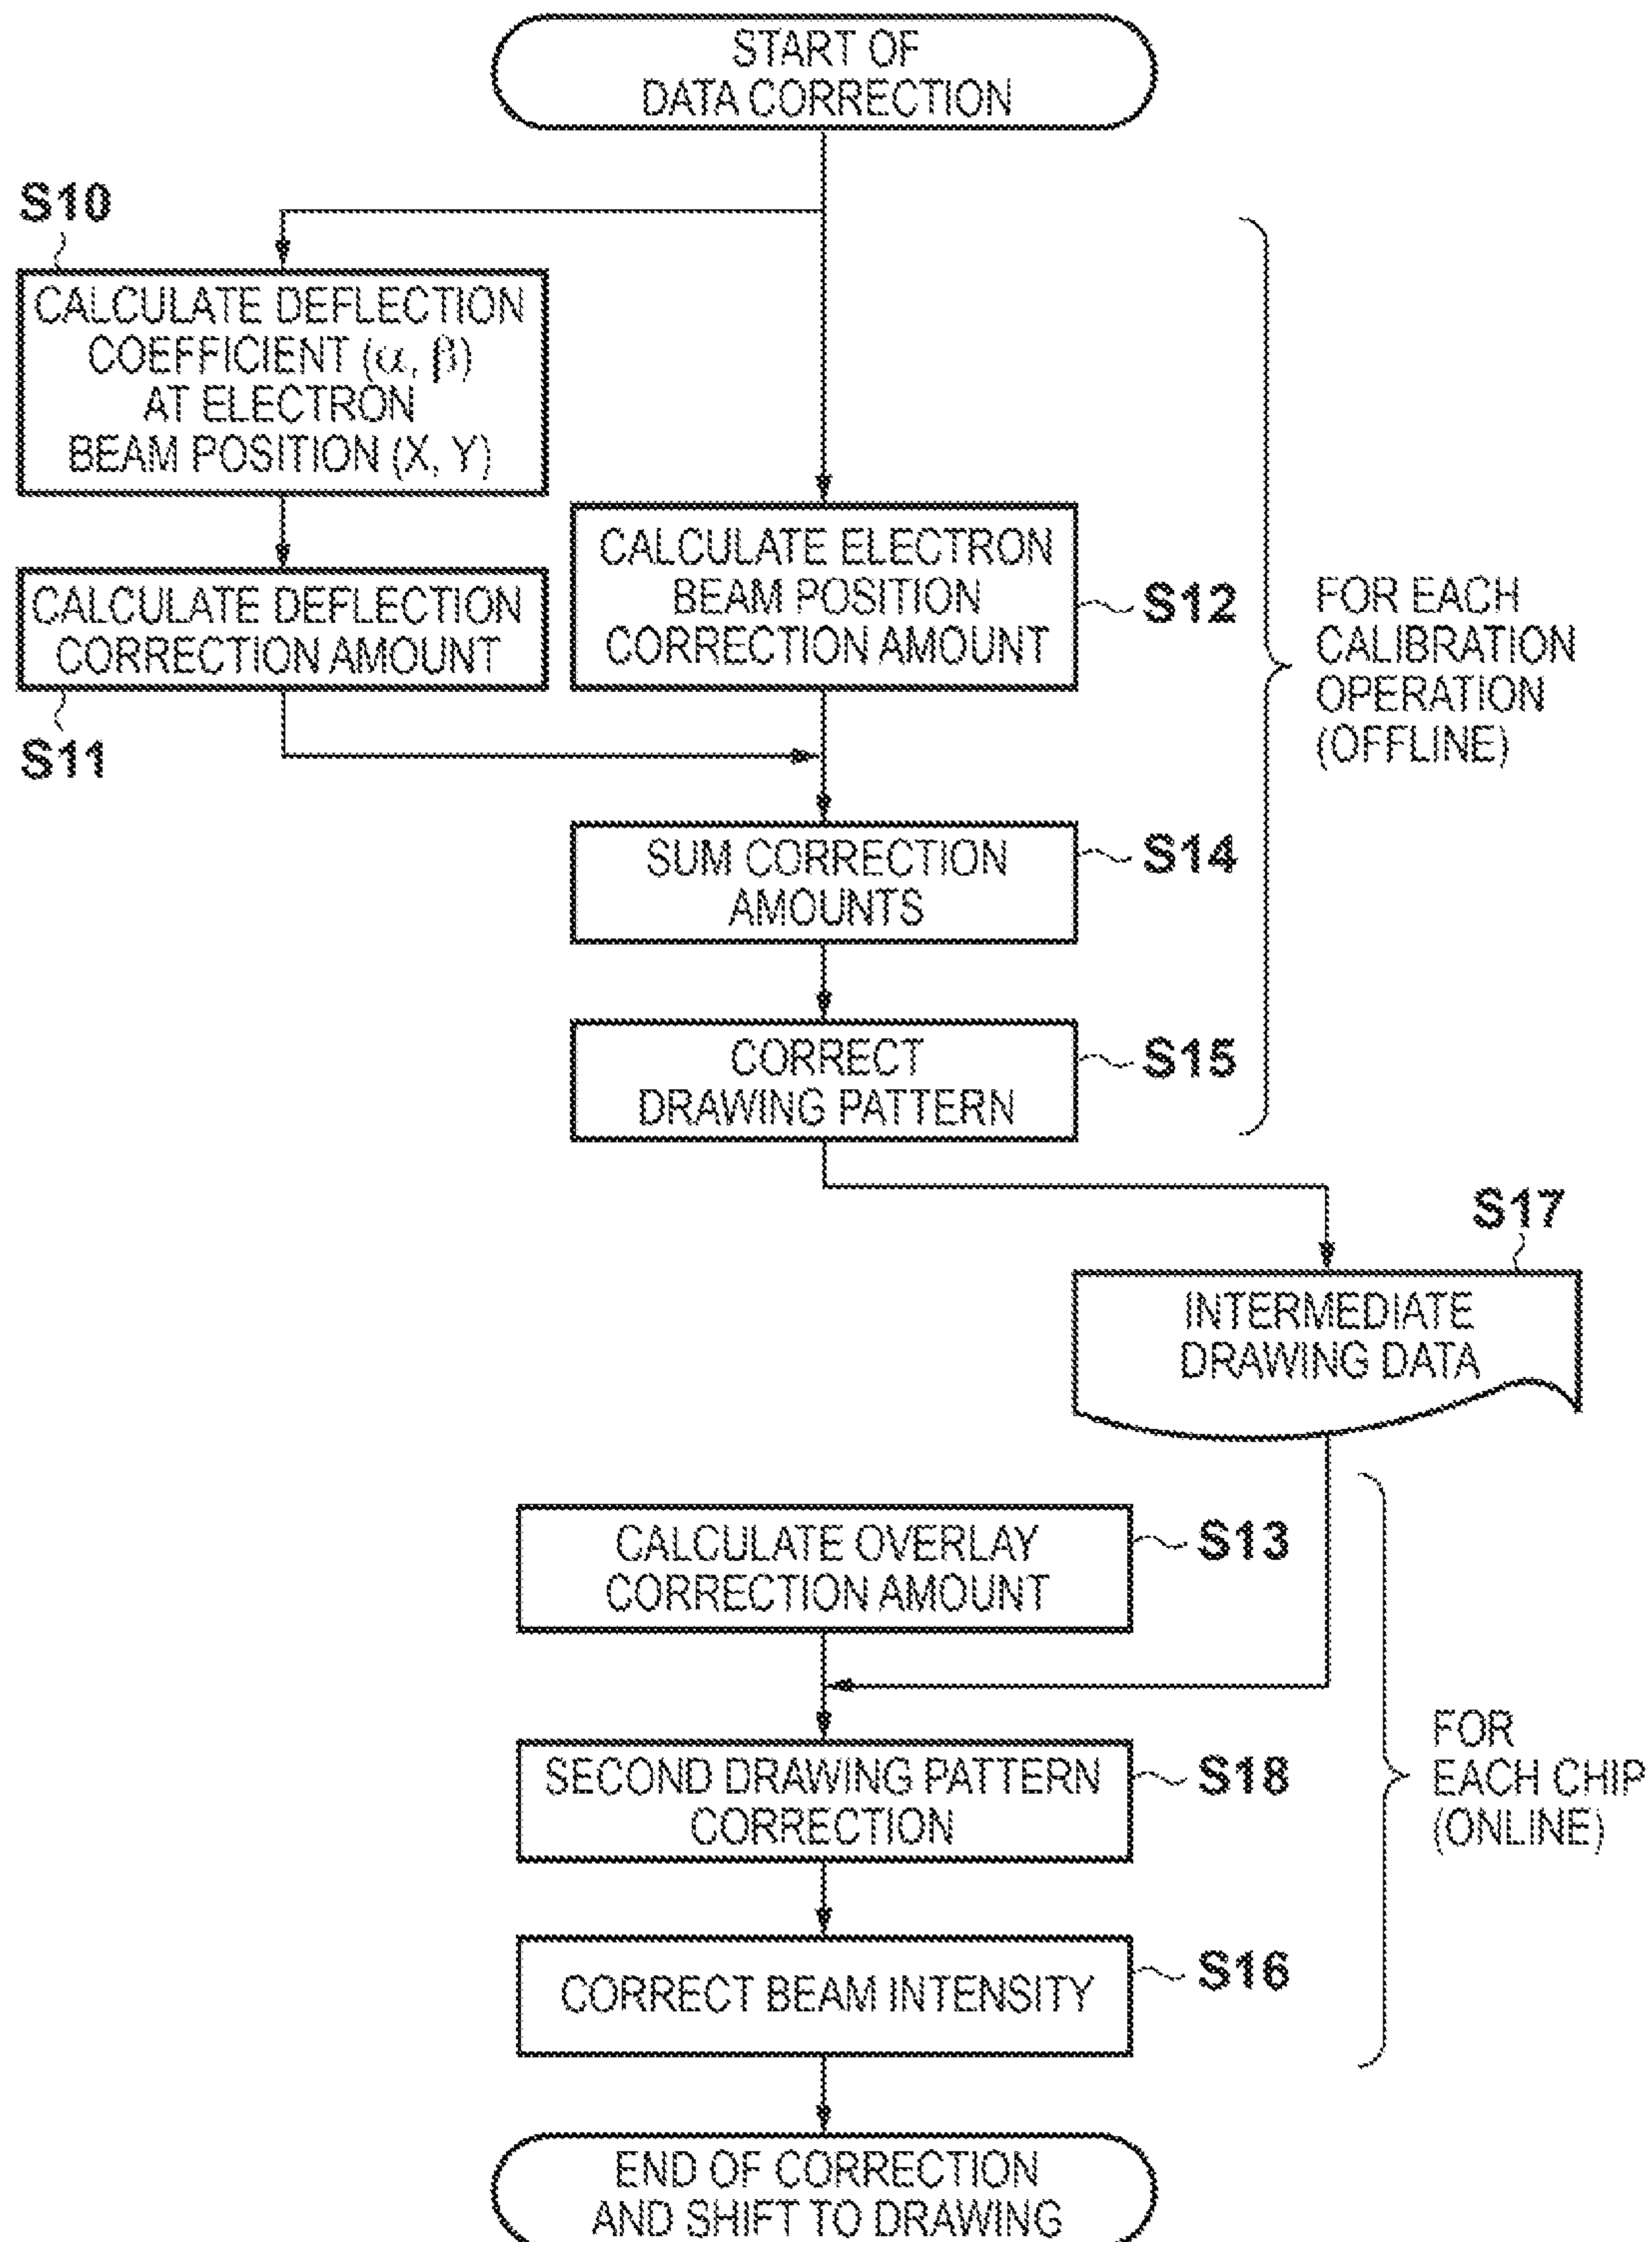 START OF
DATA CORRECTION
S10
CALCULATE DEFLECTION
COEFFICIENT (α, β)
AT ELECTRON
BEAM POSITION (X, Y)
CALCULATE DEFLECTION
CORRECTION AMOUNT
S11
CALCULATE ELECTRON
BEAM POSITION
CORRECTION AMOUNT
S12
FOR EACH
CALIBRATION
OPERATION
(OFFLINE)
SUM CORRECTION
AMOUNTS
S14
CORRECT
DRAWING PATTERN
S15
S17
INTERMEDIATE
DRAWING DATA
CALCULATE OVERLAY
CORRECTION AMOUNT
S13
SECOND DRAWING PATTERN
CORRECTION
S18
FOR
EACH CHIP
(ONLINE)
CORRECT BEAM INTENSITY
S16
END OF CORRECTION
AND SHIFT TO DRAWING